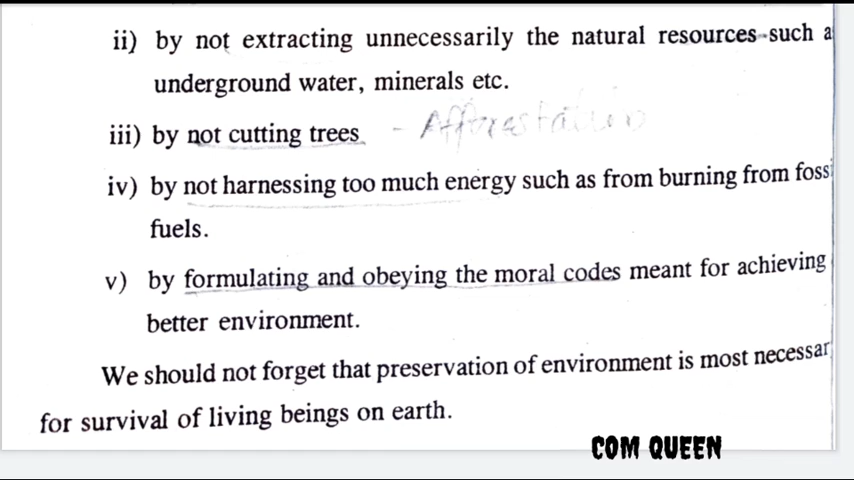 ii) by not extracting unnecessarily the natural resources such a
underground water, minerals etc.
iii) by not cutting trees - Afforestation
iv) by not harnessing too much energy such as from burning from foss
fuels.
v) by formulating and obeying the moral codes meant for achieving
better environment.
We should not forget that preservation of environment is most necessar
for survival of living beings on earth.
COM QUEEN